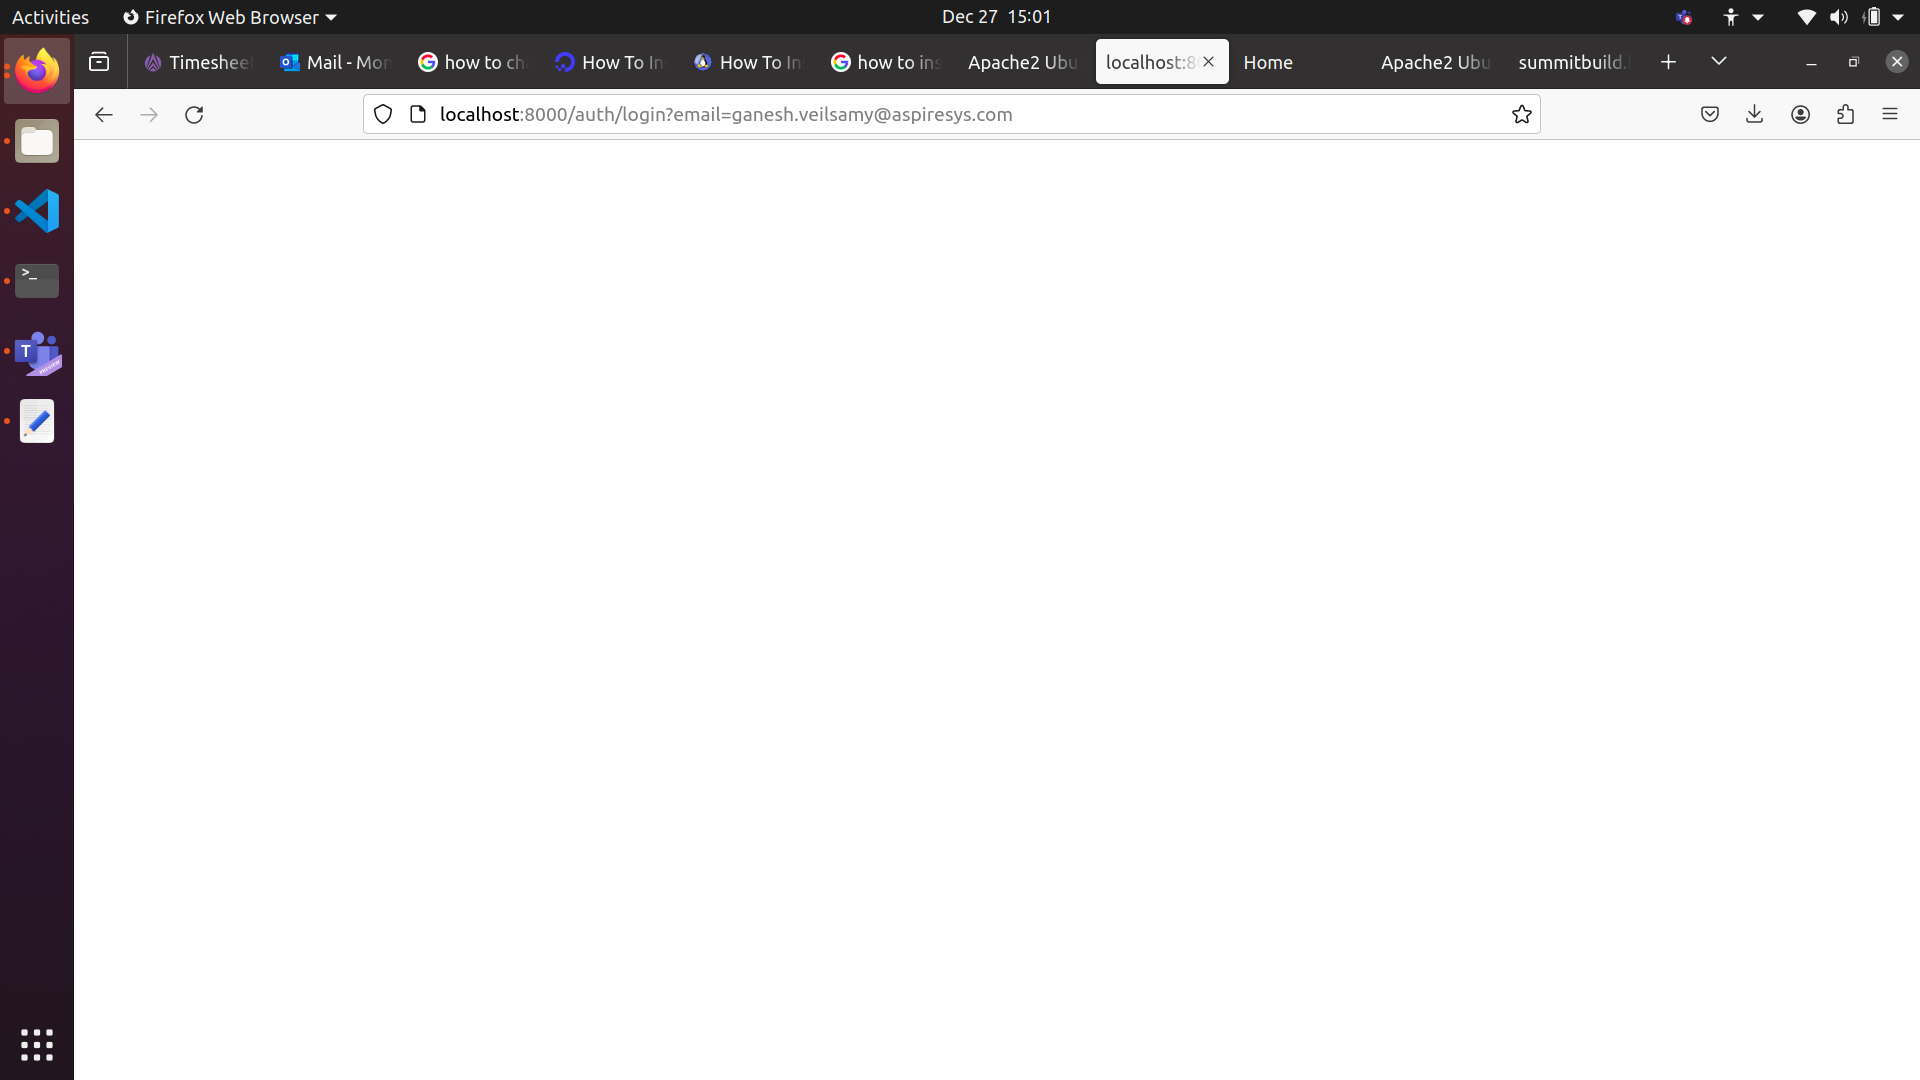 Activities Firefox Web Browser Dec 27 15:01
Timeshee Mail - Mon how to ch How To In How To In how to ins Apache2 Ubu localhost:8 Home Apache2 Ubu summitbuild.
localhost:8000/auth/login?email=ganesh.veilsamy@aspiresys.com
>_
T
PREVIEW